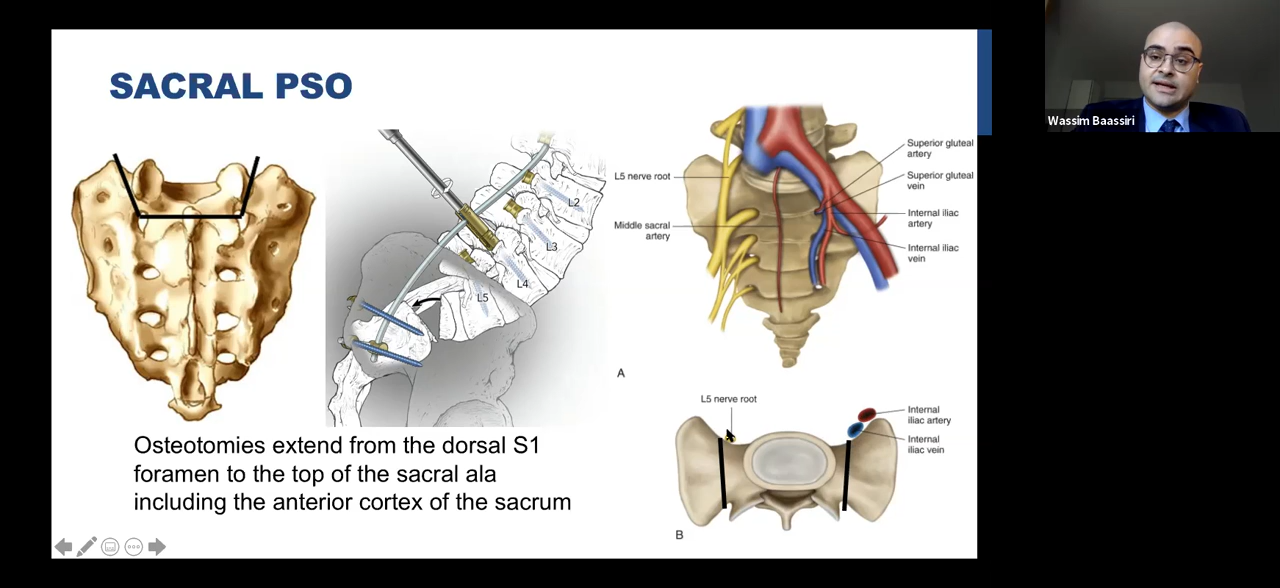 SACRAL PSO
L2
L3
L4
L5
Osteotomies extend from the dorsal S1
foramen to the top of the sacral ala
including the anterior cortex of the sacrum
L5 nerve root
Middle sacral
artery
Superior gluteal
artery
Superior gluteal
vein
Internal iliac
artery
Internal iliac
vein
A
L5 nerve root
Internal
iliac artery
Internal
iliac vein
B
Wassim Baassiri